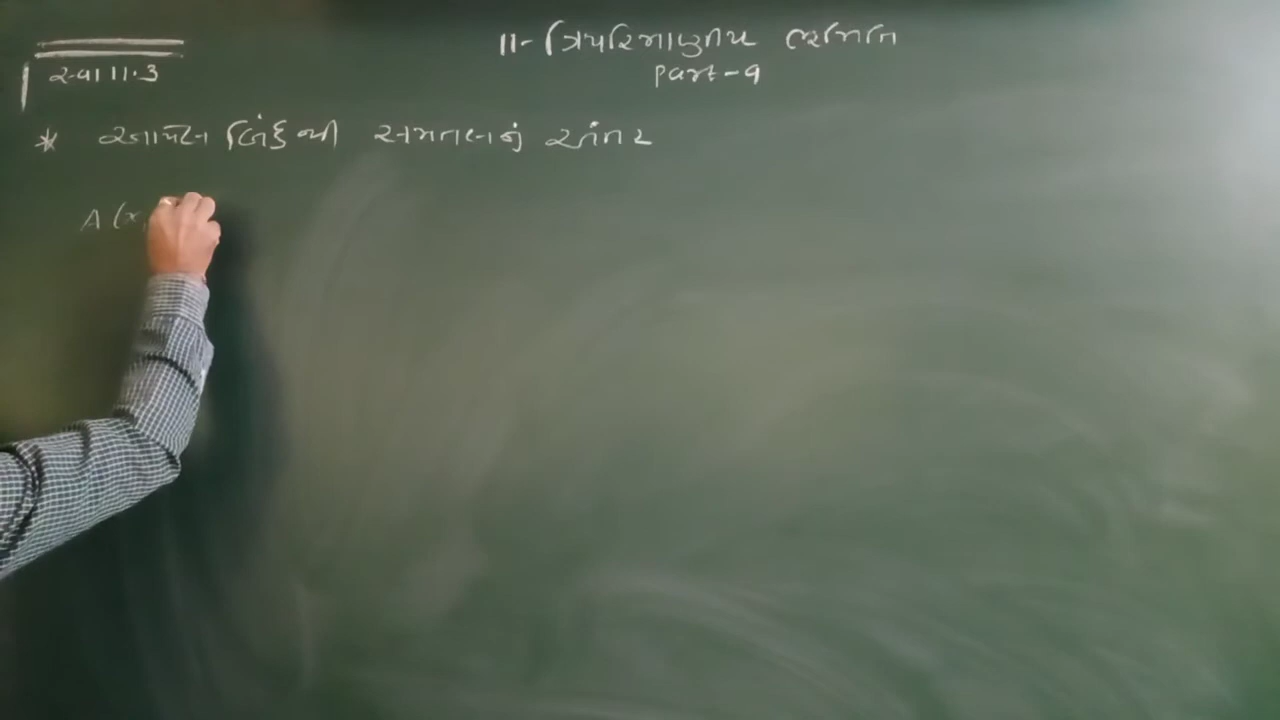 11- ત્રિપરિમાણીય ભૂમિતિ
Part-9
સ્વા 11.3
* આપેલ બિંદુથી સમતલનું અંતર
A (x,